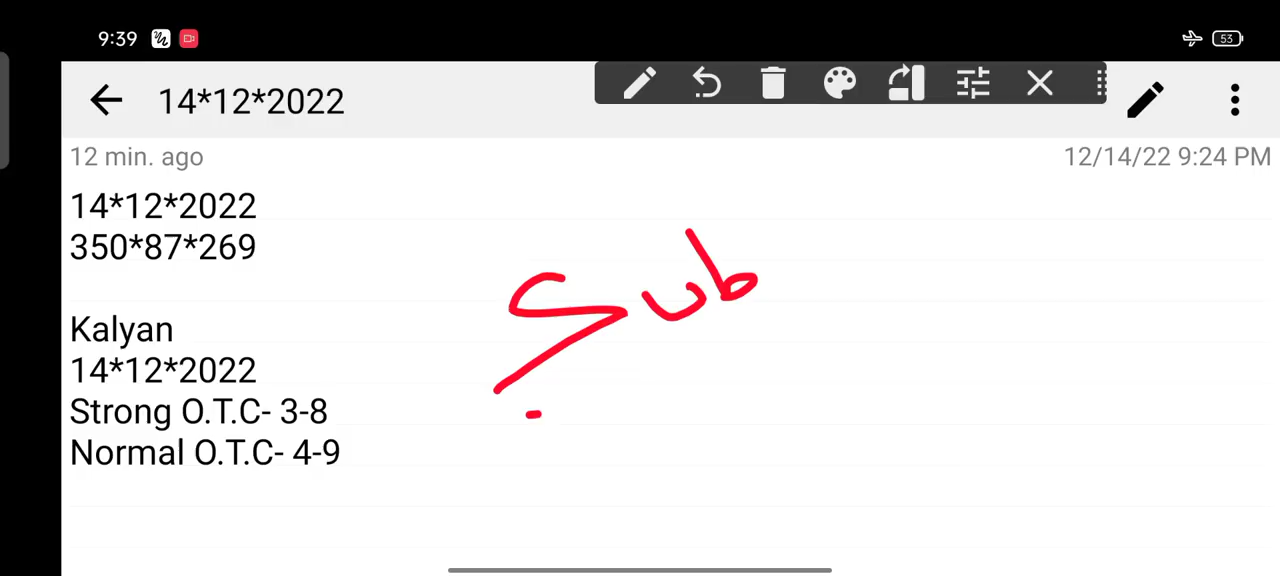 9:39
53
14*12*2022
12 min. ago
12/14/22 9:24 PM
14*12*2022
350*87*269
Sub
Kalyan
14*12*2022
Strong O.T.C- 3-8
Normal O.T.C- 4-9